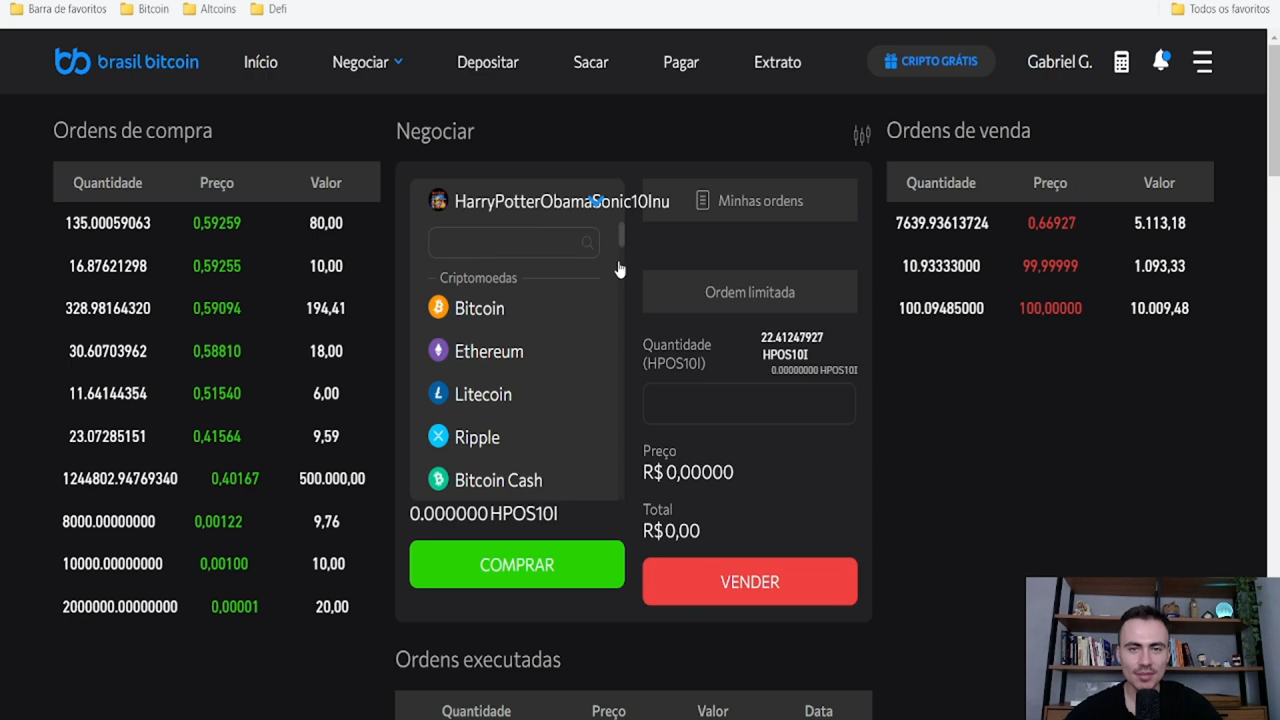 Barra de favoritos Bitcoin Altcoins Defi Todos os favoritos
brasil bitcoin Início Negociar Depositar Sacar Pagar Extrato CRIPTO GRÁTIS Gabriel G.
Ordens de compra
Quantidade Preço Valor
135.00059063 0,59259 80,00
16.87621298 0,59255 10,00
328.98164320 0,59094 194,41
30.60703962 0,58810 18,00
11.64144354 0,51540 6,00
23.07285151 0,41564 9,59
1244802.94769340 0,40167 500.000,00
8000.00000000 0,00122 9,76
10000.00000000 0,00100 10,00
2000000.00000000 0,00001 20,00
Negociar
HarryPotterObamaSonic10Inu
Criptomoedas
Bitcoin
Ethereum
Litecoin
Ripple
Bitcoin Cash
0.000000 HPOS10I
COMPRAR
Minhas ordens
Ordem limitada
Quantidade
(HPOS10I)
22.41247927
HPOS10I
0.00000000 HPOS10I
Preço
R$ 0,00000
Total
R$ 0,00
VENDER
Ordens de venda
Quantidade Preço Valor
7639.93613724 0,66927 5.113,18
10.93333000 99,99999 1.093,33
100.09485000 100,00000 10.009,48
Ordens executadas
Quantidade Preço Valor Data